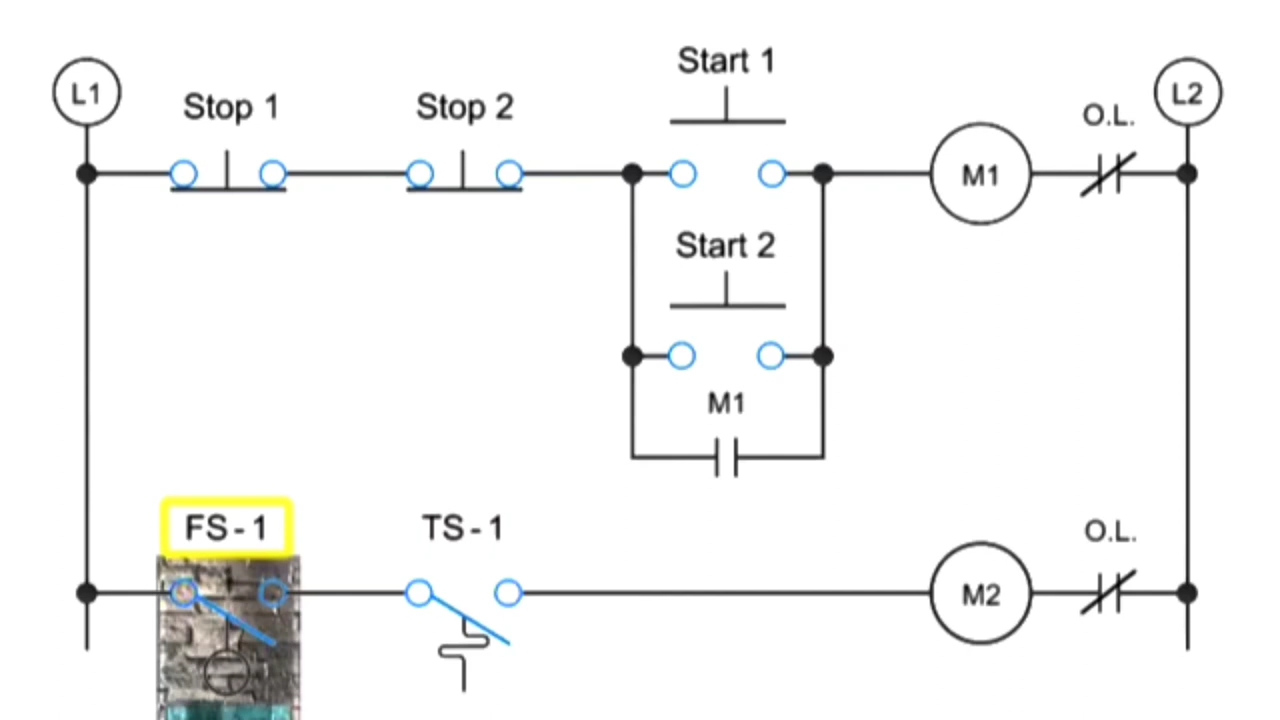 Start 1
L1
Stop 1
Stop 2
O.L.
L2
M1
Start 2
M1
FS-1
TS-1
O.L.
M2